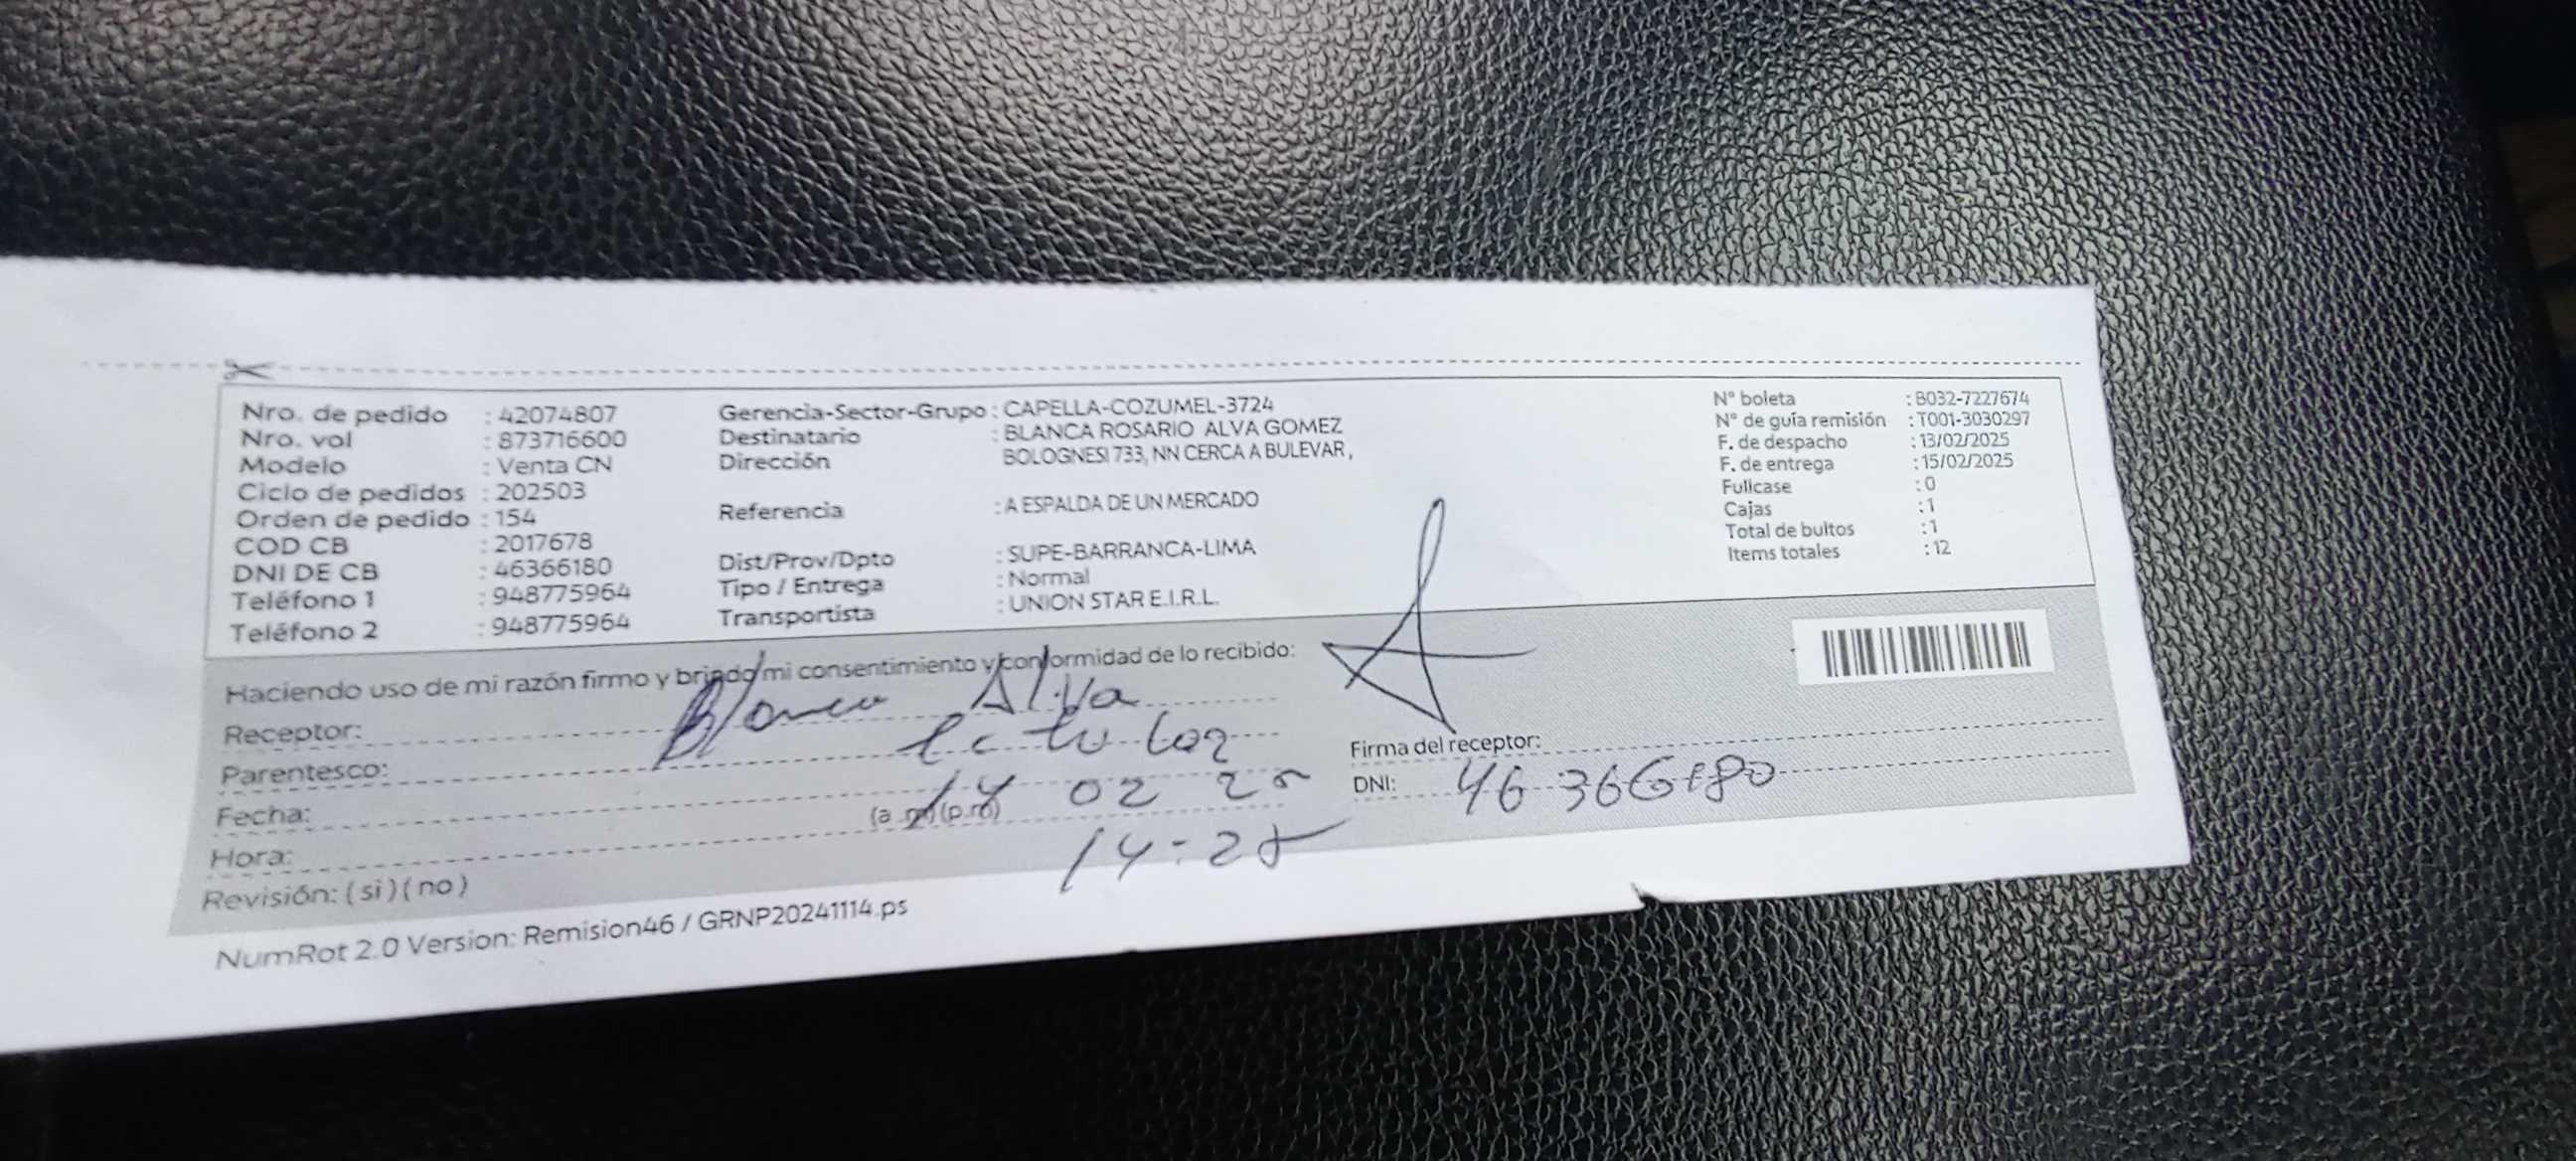 Nro. de pedido : 42074807
Nro. vol : 873716600
Modelo : Venta CN
Ciclo de pedidos : 202503
Orden de pedido : 154
COD CB : 2017678
DNI DE CB : 46366180
Teléfono 1 : 948775964
Teléfono 2 : 948775964
Gerencia-Sector-Grupo : CAPELLA-COZUMEL-3724
Destinatario : BLANCA ROSARIO ALVA GOMEZ
Dirección BOLOGNESI 733, NN CERCA A BULEVAR,
Referencia : A ESPALDA DE UN MERCADO
Dist/Prov/Dpto : SUPE-BARRANCA-LIMA
Tipo / Entrega : Normal
Transportista : UNION STAR E.I.R.L.
N° boleta : B032-7227674
N° de guía remisión : T001-3030297
F. de despacho : 13/02/2025
F. de entrega : 15/02/2025
Fullcase : 0
Cajas : 1
Total de bultos : 1
Items totales : 12
Haciendo uso de mi razón firmo y brindo mi consentimiento y conformidad de lo recibido:
Receptor: Blanca Alva
Parentesco:
Fecha: 14 02 25
(a.m) (p.m)
Hora: 14:25
Revisión: (si) (no)
Firma del receptor:
DNI: 46366180
NumRot 2.0 Version: Remision46 / GRNP20241114.ps